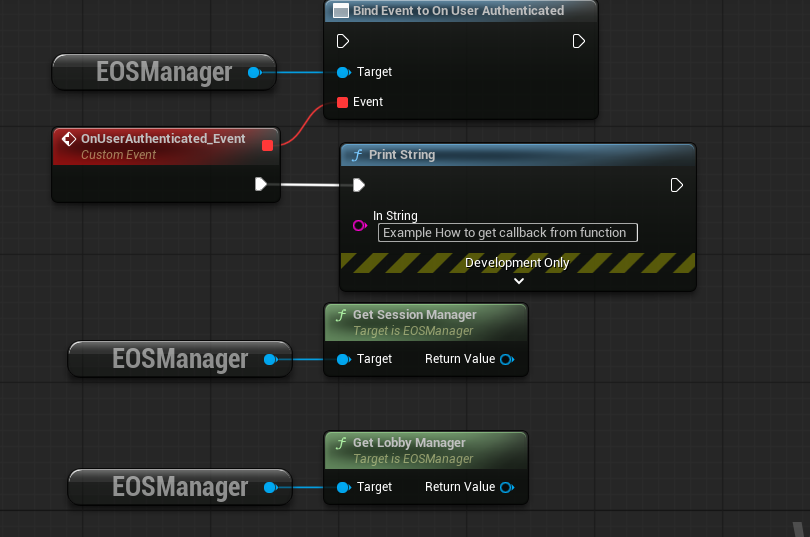 Bind Event to On User Authenticated
EOSManager
Target
Event
OnUserAuthenticated_Event
Custom Event
f Print String
In String
Example How to get callback from function
Development Only
f Get Session Manager
Target is EOSManager
EOSManager
Target Return Value
f Get Lobby Manager
Target is EOSManager
EOSManager
Target Return Value